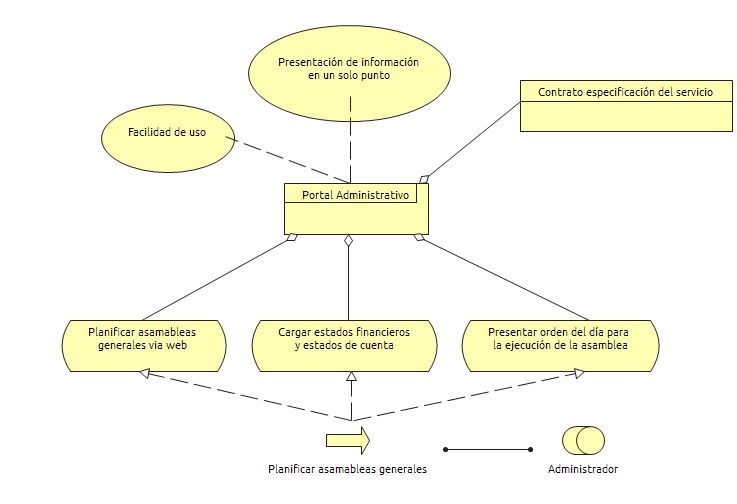 Presentación de información
en un solo punto
Contrato especificación del servicio
Facilidad de uso
Portal Administrativo
Planificar asamableas
generales via web
Cargar estados financieros
y estados de cuenta
Presentar orden del día para
la ejecución de la asamblea
Planificar asamableas generales
Administrador